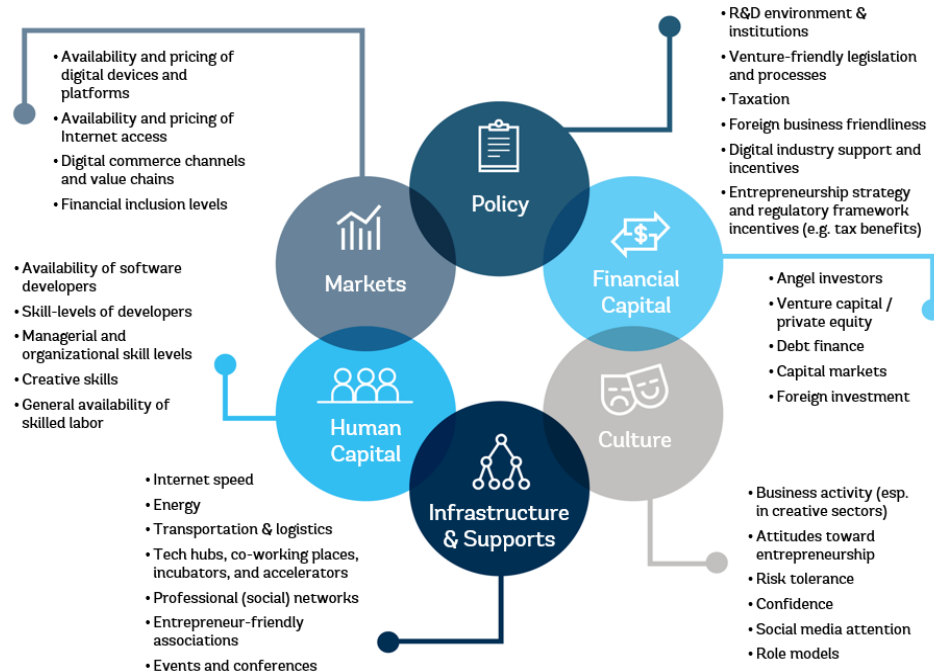 • Availability and pricing of
digital devices and
platforms
• Availability and pricing of
Internet access
• Digital commerce channels
and value chains
• Financial inclusion levels
• R&D environment &
institutions
• Venture-friendly legislation
and processes
• Taxation
• Foreign business friendliness
• Digital industry support and
incentives
• Entrepreneurship strategy
and regulatory framework
incentives (e.g. tax benefits)
Policy
Markets
$
Financial
Capital
• Availability of software
developers
• Skill-levels of developers
• Managerial and
organizational skill levels
• Creative skills
• General availability of
skilled labor
• Angel investors
• Venture capital /
private equity
• Debt finance
• Capital markets
• Foreign investment
Human
Capital
Culture
Infrastructure
& Supports
• Internet speed
• Energy
• Transportation & logistics
• Tech hubs, co-working places,
incubators, and accelerators
• Professional (social) networks
• Entrepreneur-friendly
associations
• Events and conferences
• Business activity (esp.
in creative sectors)
• Attitudes toward
entrepreneurship
• Risk tolerance
• Confidence
• Social media attention
• Role models